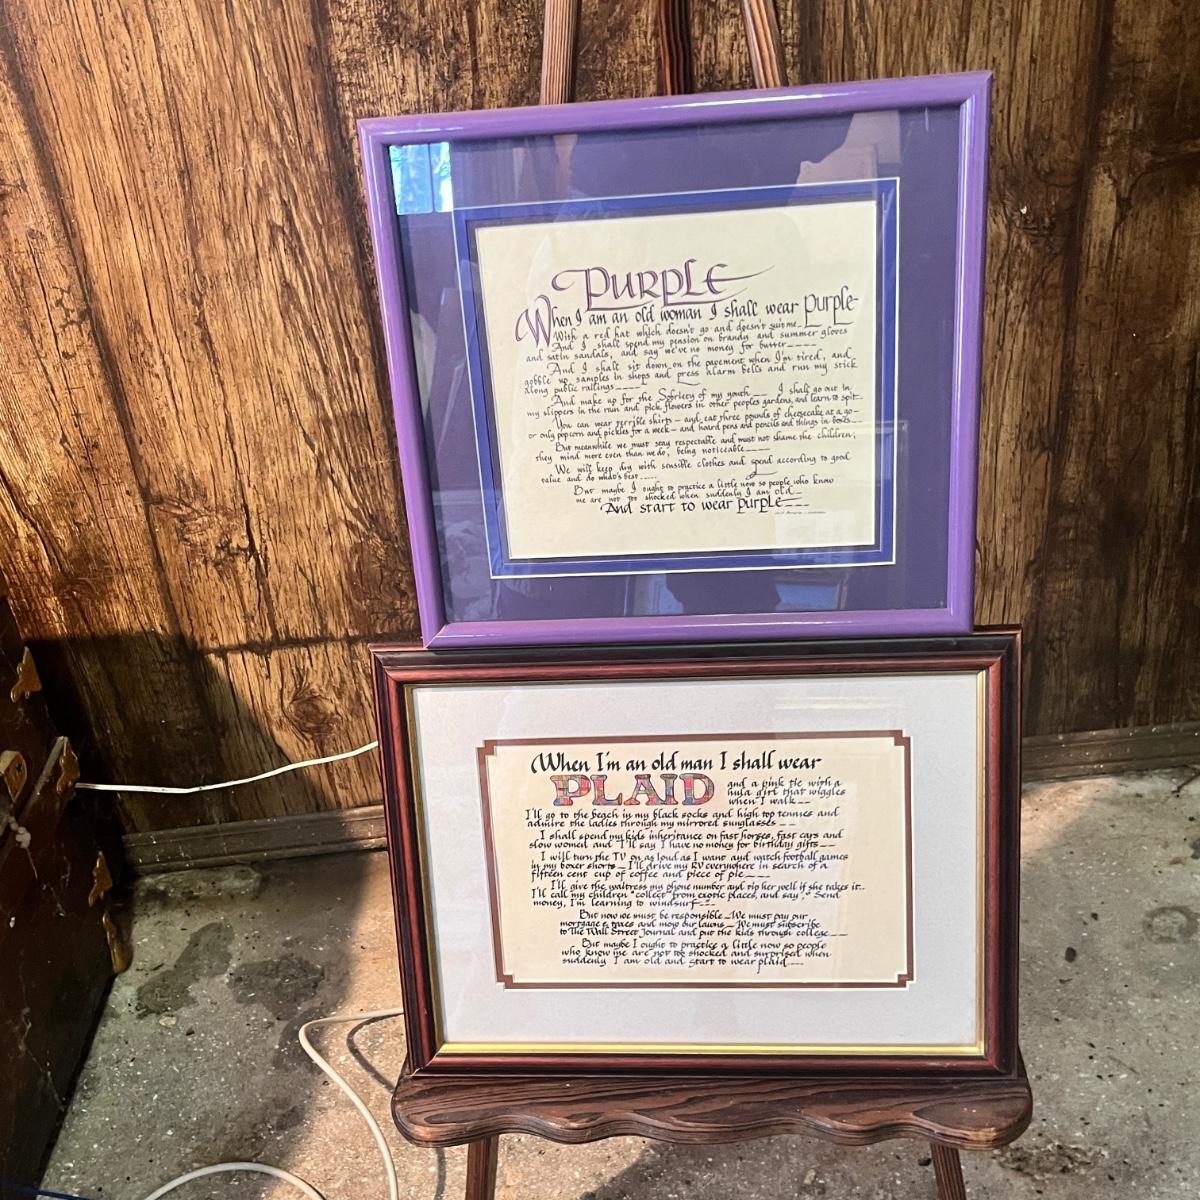 PURPLE
When I am an old woman I shall wear purple
With a red hat which doesn't go and doesn't suit me
And I shall spend my pension on brandy and summer gloves
and satin sandals, and say we've no money for butter
And I shall sit down on the pavement when I'm tired, and
gobble up samples in shops and press alarm bells and run my stick
along public railings
And make up for the Sobriety of my youth I shall go out in
my slippers in the rain and pick flowers in other peoples gardens, and learn to spit
You can wear terrible shirts and eat three pounds of cheesecake at a go
or only popcorn and pickles for a week and hoard pens and pencils and things in boxes
But meanwhile we must stay respectable and must not shame the children;
they mind more even than we do, being noticeable
We will keep dry with sensible clothes and spend according to good
value and do what's best
But maybe I ought to practice a little now so people who know
me are not too shocked when suddenly I am old
And start to wear purple
When I'm an old man I shall wear
PLAID
and a pink tie with a
hula girl that wiggles
when I walk
I'll go to the beach in my black socks and high top tennies and
admire the ladies through my mirrored sunglasses
I shall spend my kids inheritance on fast horses, fast cars and
slow women and I'll say I have no money for birthday gifts
I will turn the TV on as loud as I want and watch football games
in my boxer shorts I'll drive my RV everywhere in search of a
fifteen cent cup of coffee and piece of pie
I'll give the waitress my phone number and tip her well if she takes it
I'll call my children "collect" from exotic places, and say, "Send
money, I'm learning to windsurf
But now we must be responsible We must pay our
mortgage & taxes and mow our lawns We must subscribe
to The Wall Street Journal and put the kids through college
But maybe I ought to practice a little now so people
who know me are not too shocked and surprised when
suddenly I am old and start to wear plaid